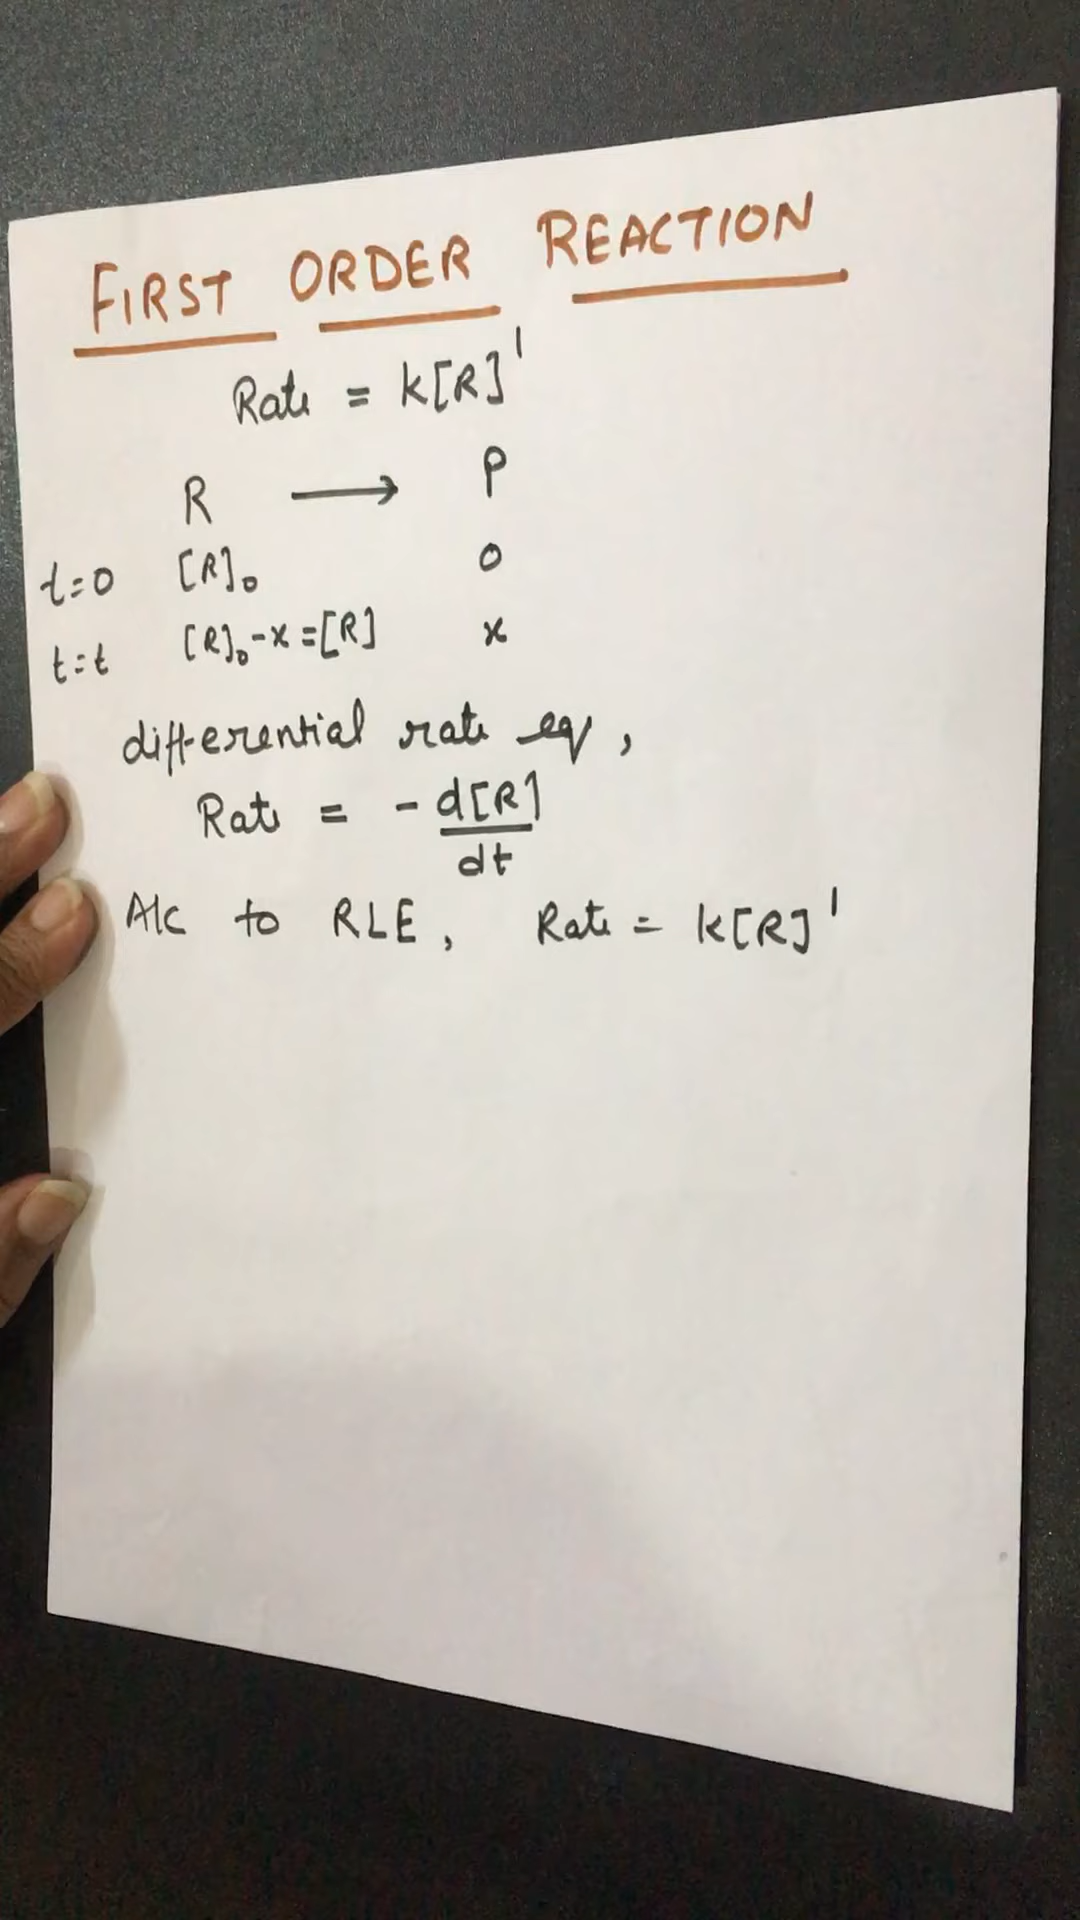 FIRST ORDER REACTION
Rate = k[R]¹
R ⟶ P
t=0 [R]₀ 0
t=t [R]₀-x=[R] x
differential rate eq,
Rate = - d[R]
dt
A/c to RLE, Rate = k[R]¹